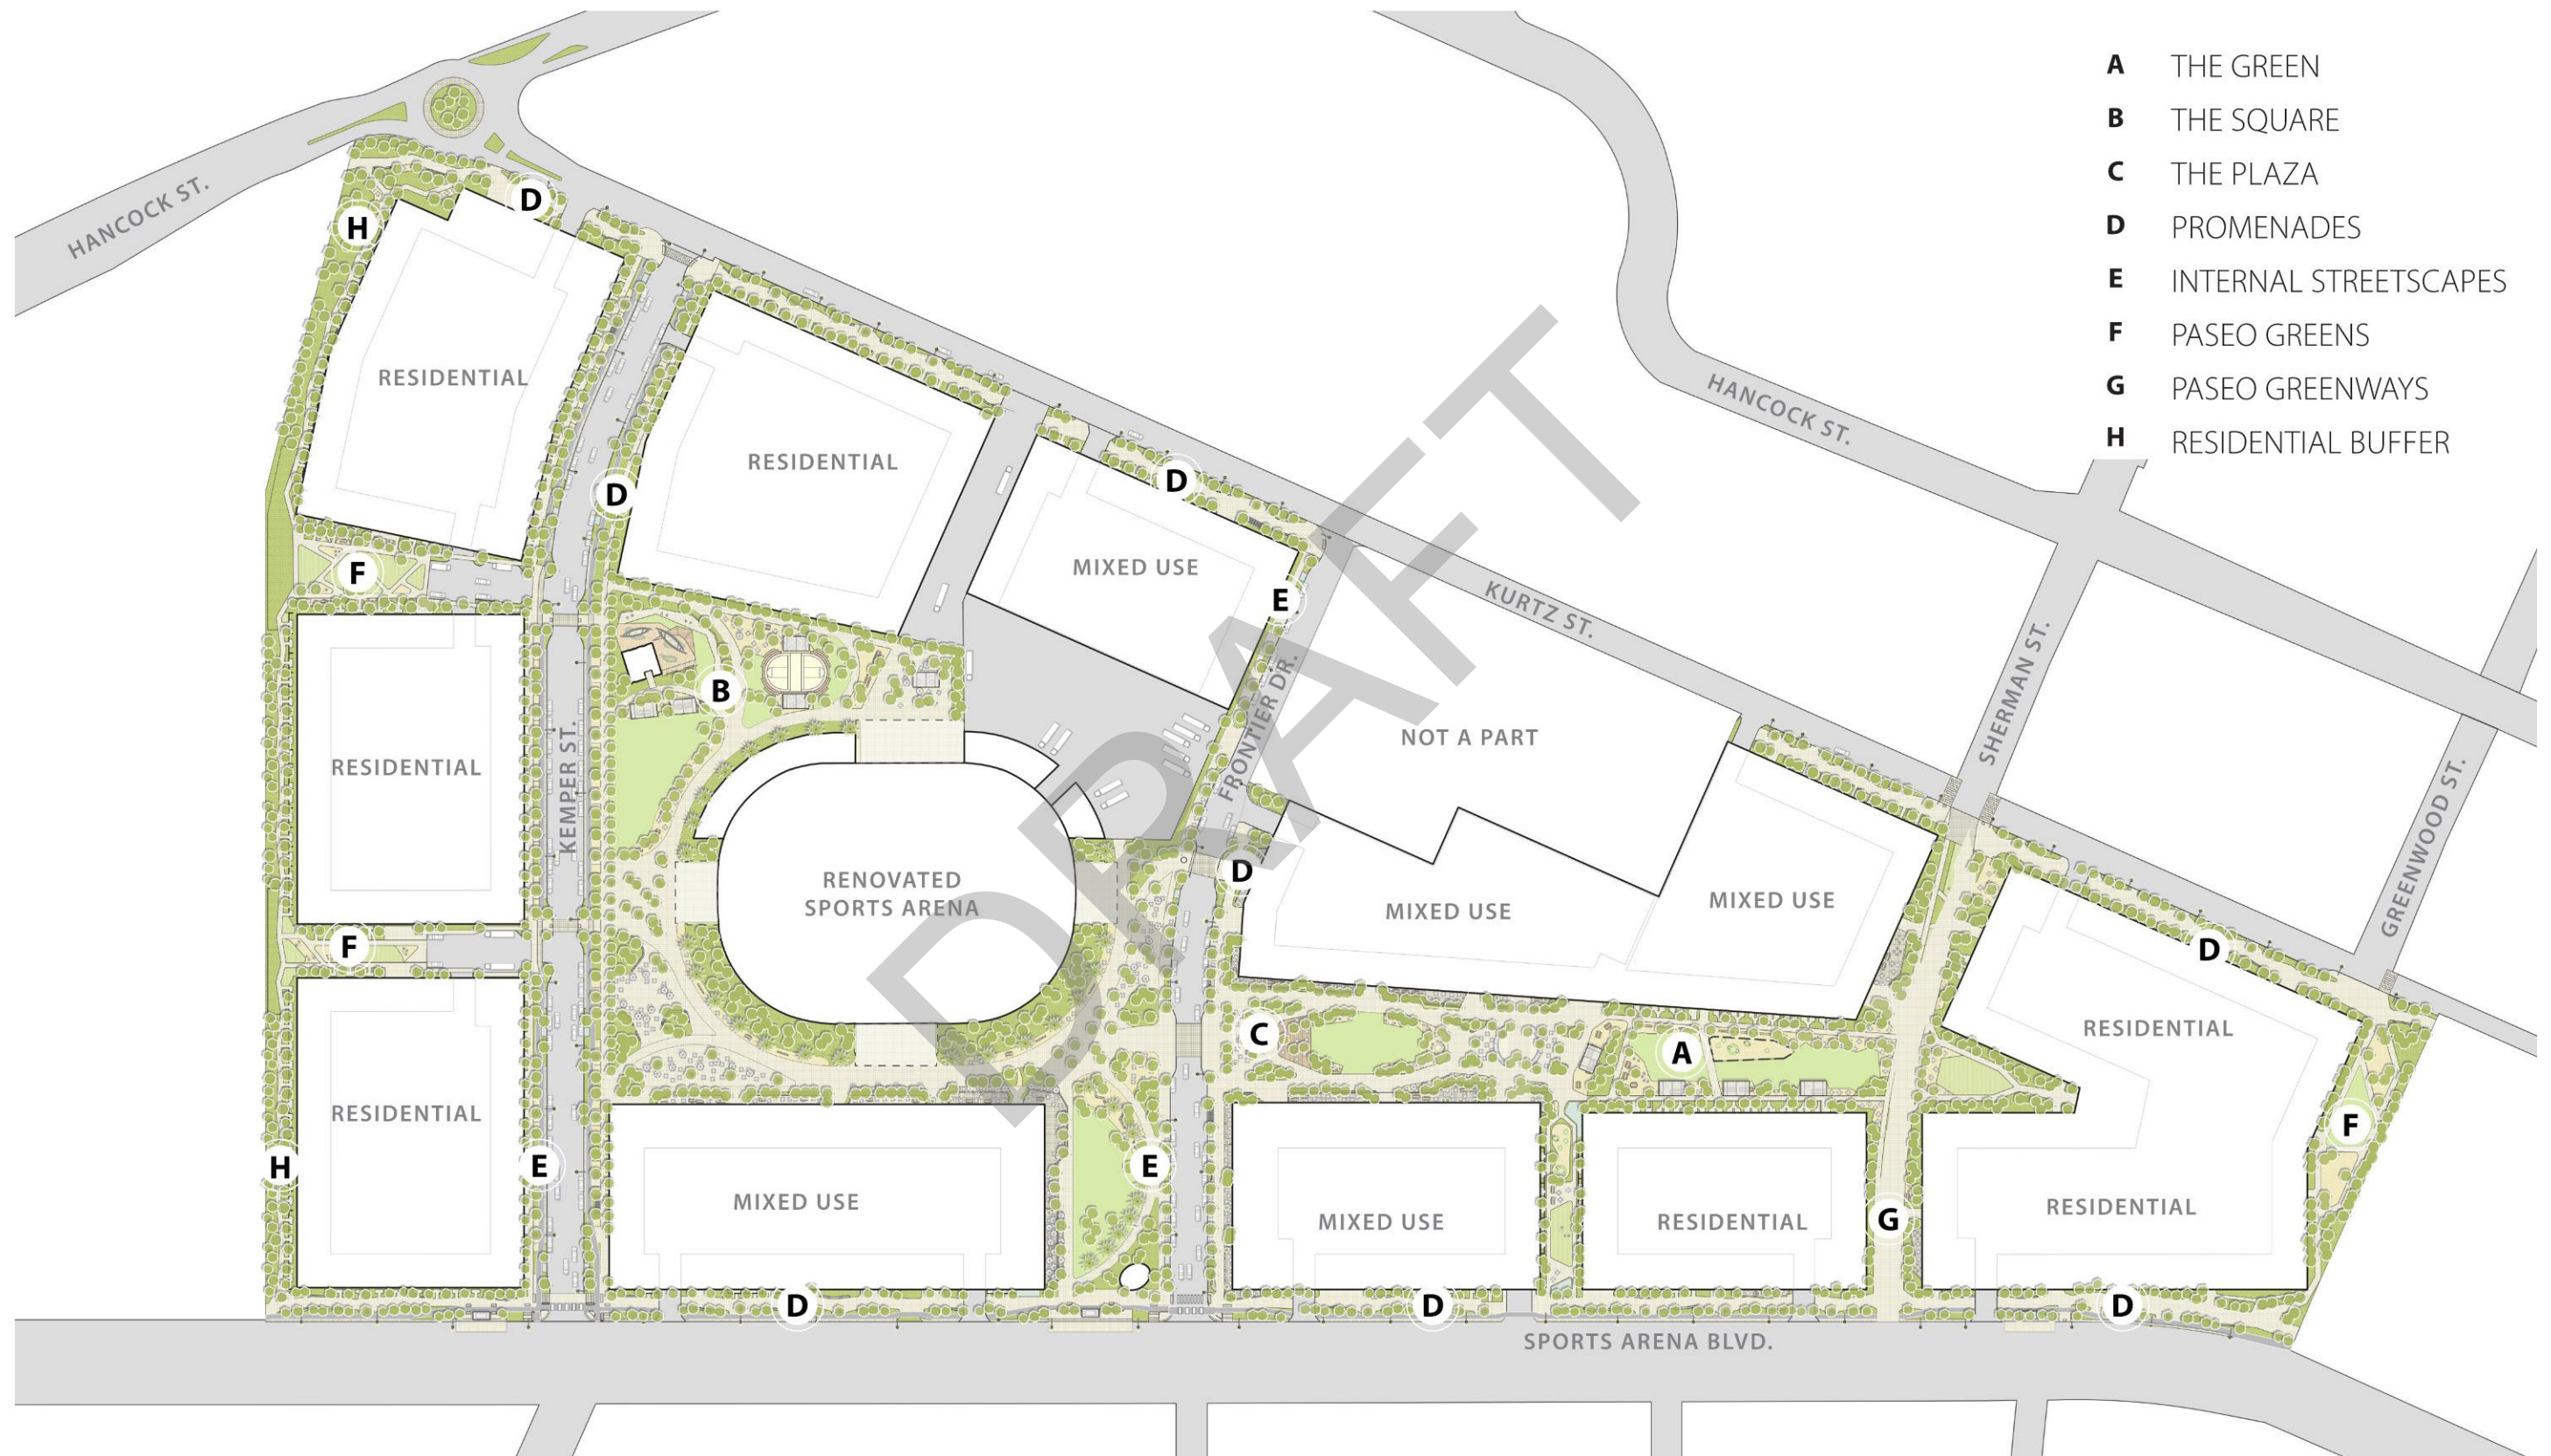 A THE GREEN
B THE SQUARE
C THE PLAZA
D PROMENADES
E INTERNAL STREETSCAPES
F PASEO GREENS
G PASEO GREENWAYS
H RESIDENTIAL BUFFER
HANCOCK ST.
D
H
RESIDENTIAL
HANCOCK ST.
RESIDENTIAL
D
D
MIXED USE
F
E
KURTZ ST.
SHERMAN ST.
B
FRONTIER DR.
NOT A PART
RESIDENTIAL
KEMPER ST.
GREENWOOD ST.
DRAFT
RENOVATED
SPORTS ARENA
D
MIXED USE
MIXED USE
F
D
C
A
RESIDENTIAL
RESIDENTIAL
F
H
E
MIXED USE
E
MIXED USE
RESIDENTIAL
G
RESIDENTIAL
D
D
D
SPORTS ARENA BLVD.